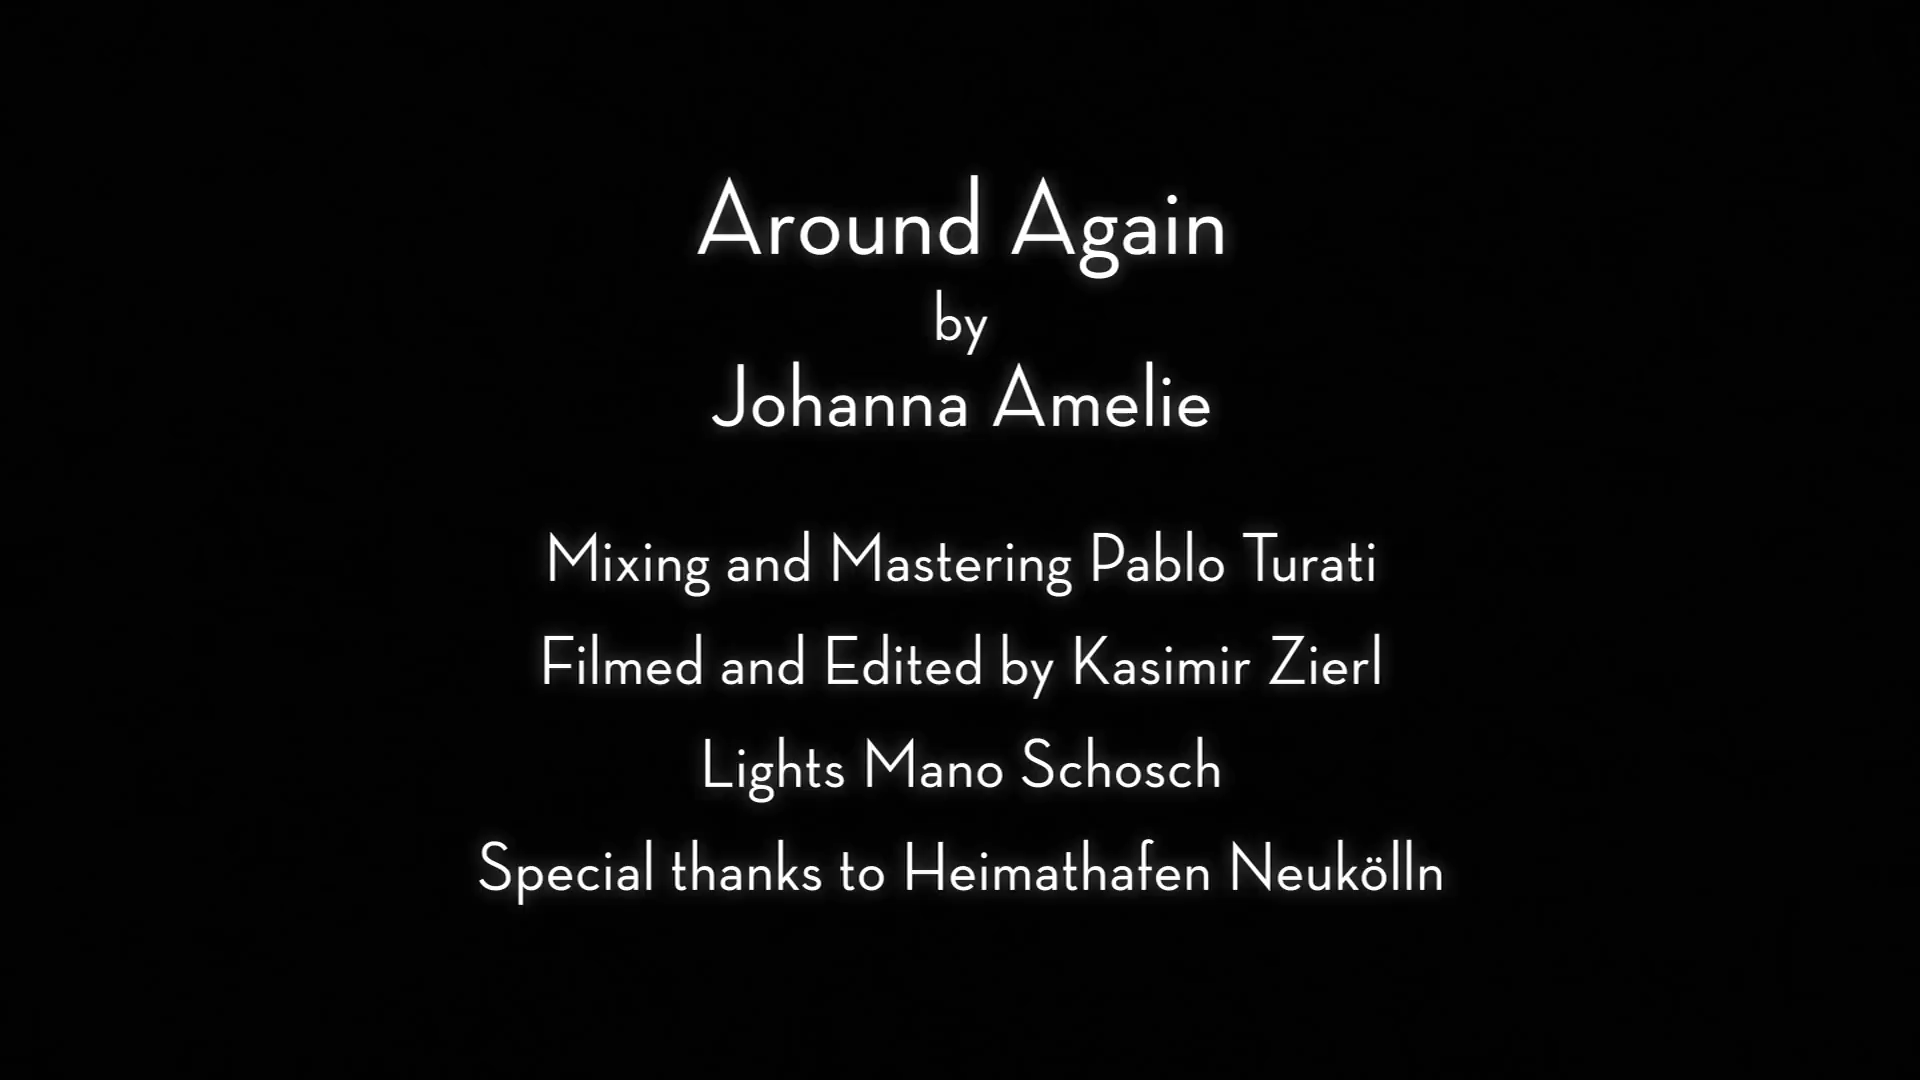 Around Again
by
Johanna Amelie
Mixing and Mastering Pablo Turati
Filmed and Edited by Kasimir Zierl
Lights Mano Schosch
Special thanks to Heimathafen Neukölln